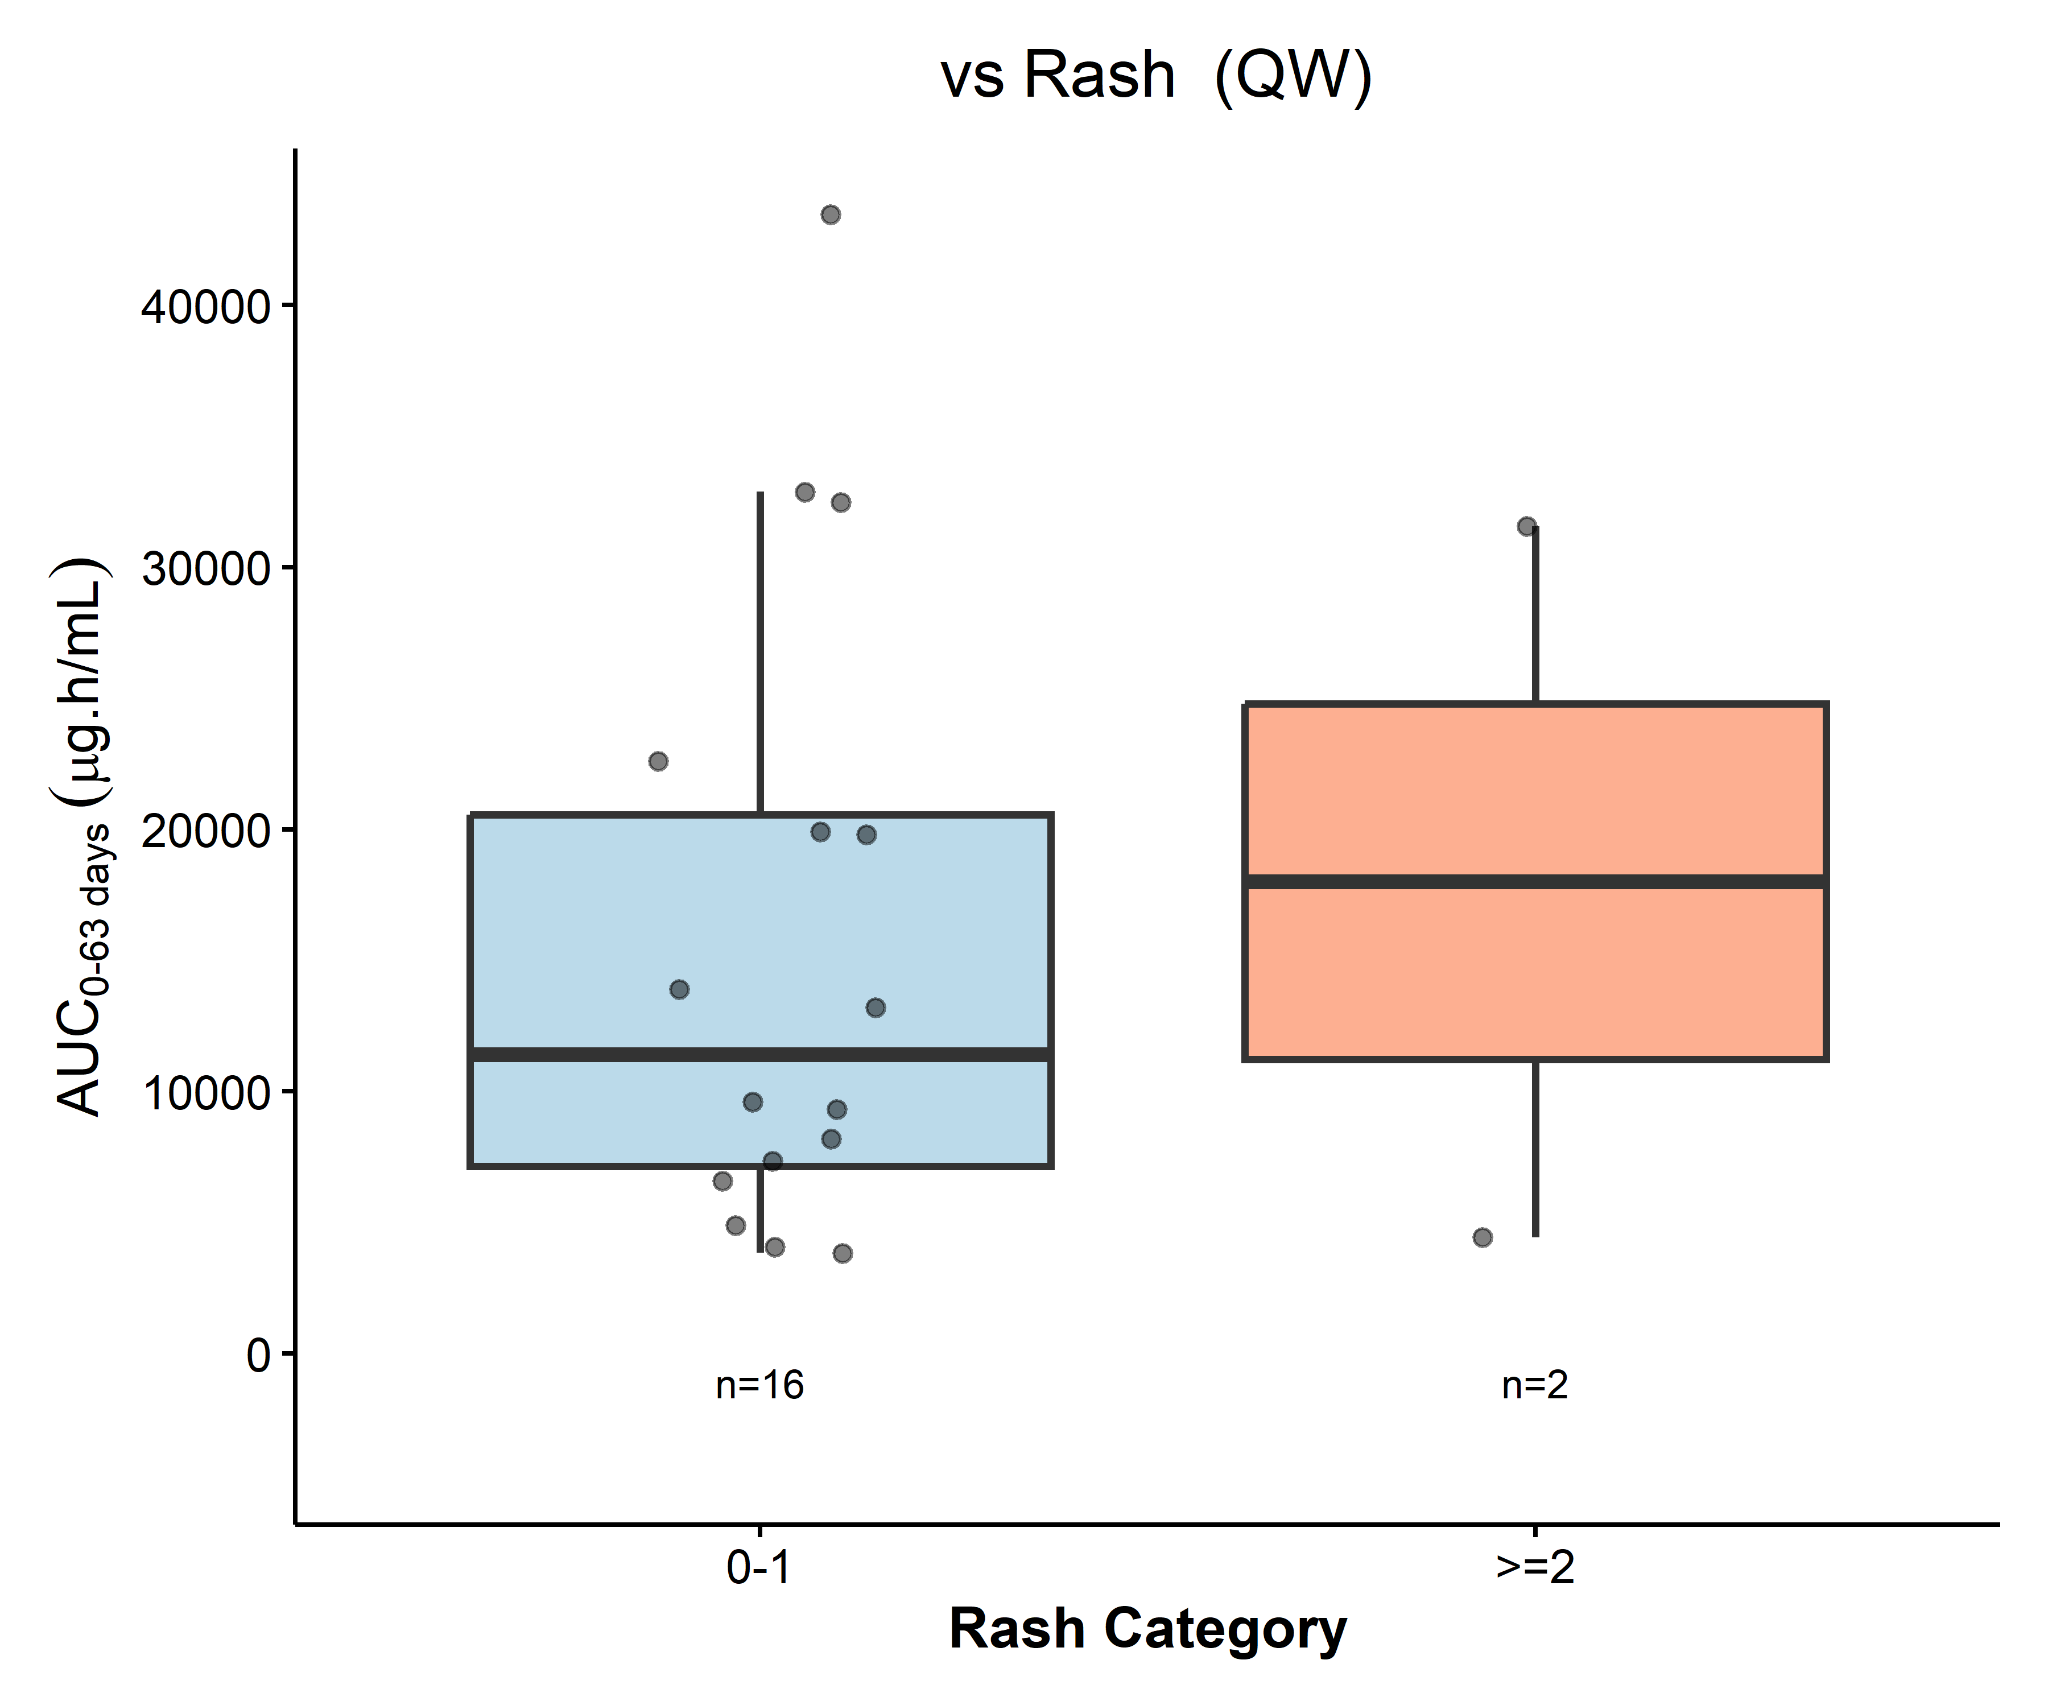 vs Rash  (QW)
AUC0-63 days (μg.h/mL)
40000
30000
20000
10000
0
n=16
n=2
0-1
>=2
Rash Category